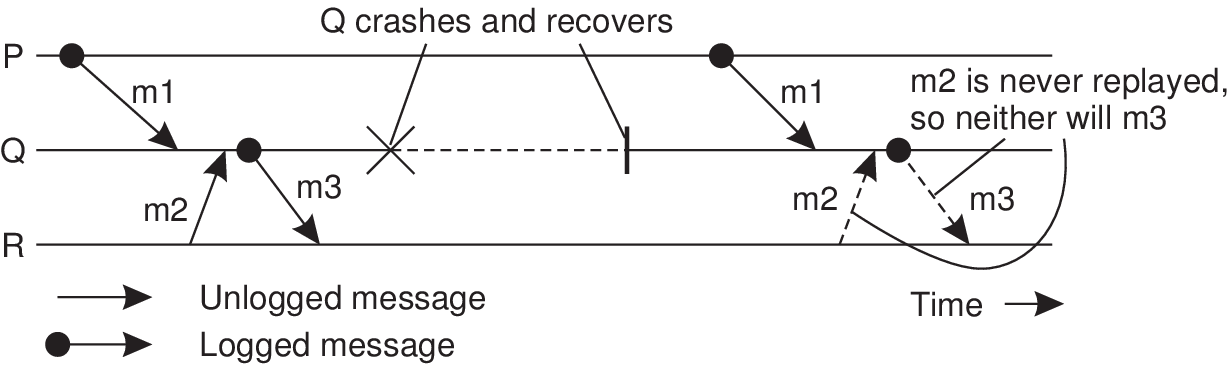 Q crashes and recovers
P
m1
m1
m2 is never replayed,
so neither will m3
Q
m2
m3
m2
m3
R
Unlogged message
Time
Logged message